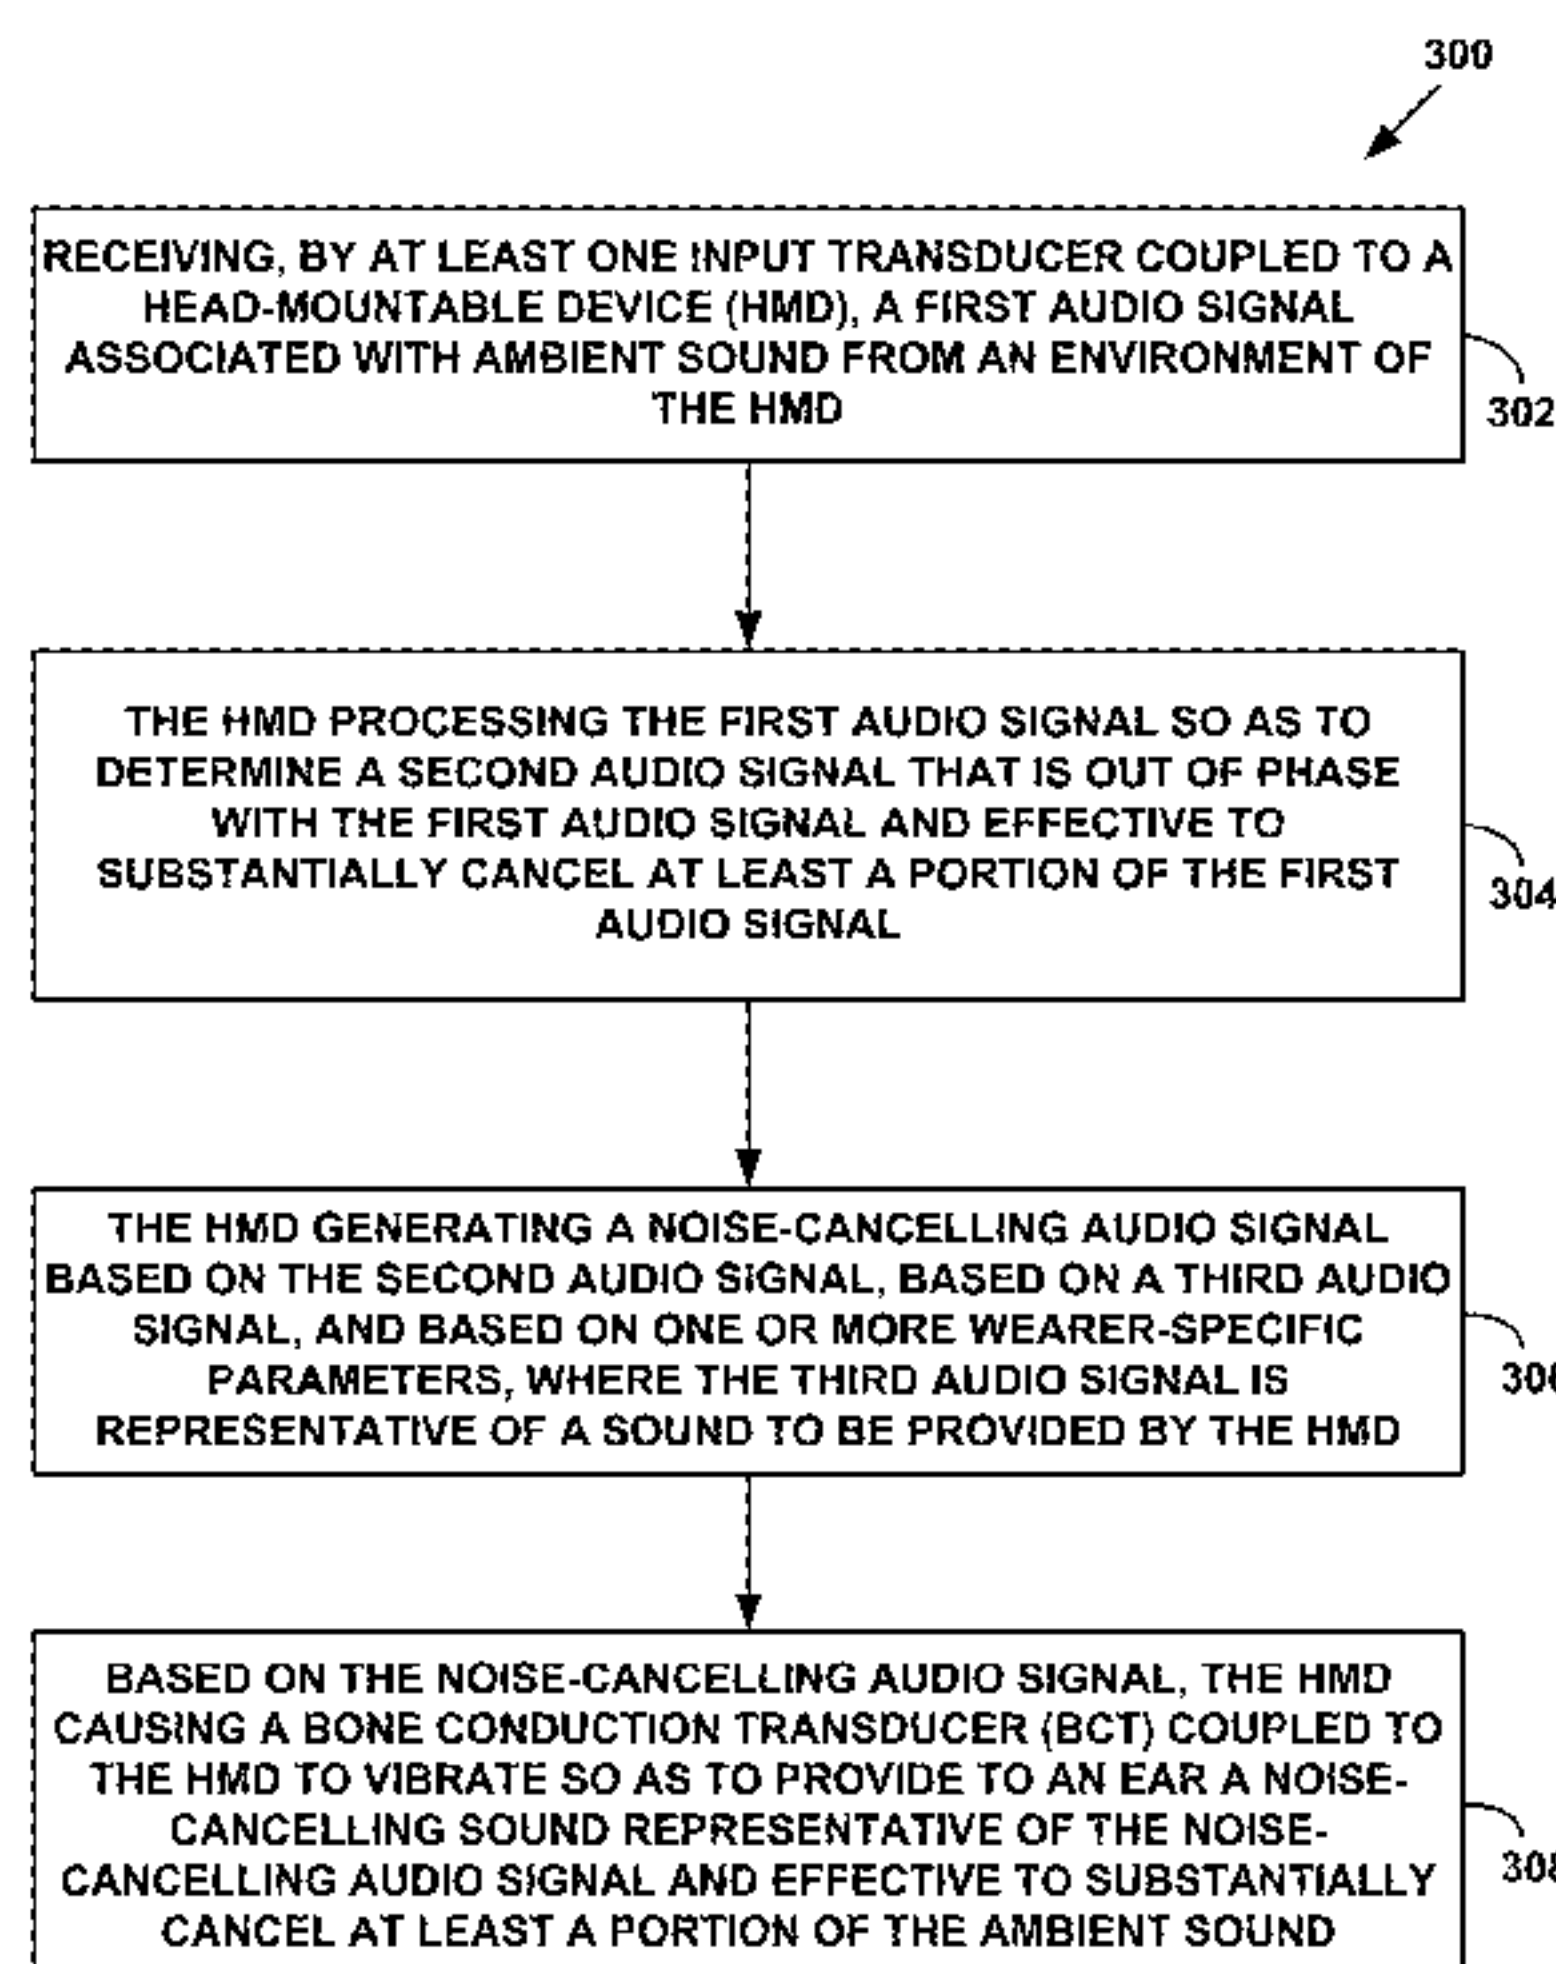 300
RECEIVING, BY AT LEAST ONE INPUT TRANSDUCER COUPLED TO A
HEAD-MOUNTABLE DEVICE (HMD), A FIRST AUDIO SIGNAL
ASSOCIATED WITH AMBIENT SOUND FROM AN ENVIRONMENT OF
THE HMD
302
THE HMD PROCESSING THE FIRST AUDIO SIGNAL SO AS TO
DETERMINE A SECOND AUDIO SIGNAL THAT IS OUT OF PHASE
WITH THE FIRST AUDIO SIGNAL AND EFFECTIVE TO
SUBSTANTIALLY CANCEL AT LEAST A PORTION OF THE FIRST
AUDIO SIGNAL
304
THE HMD GENERATING A NOISE-CANCELLING AUDIO SIGNAL
BASED ON THE SECOND AUDIO SIGNAL, BASED ON A THIRD AUDIO
SIGNAL, AND BASED ON ONE OR MORE WEARER-SPECIFIC
PARAMETERS, WHERE THE THIRD AUDIO SIGNAL IS
REPRESENTATIVE OF A SOUND TO BE PROVIDED BY THE HMD
306
BASED ON THE NOISE-CANCELLING AUDIO SIGNAL, THE HMD
CAUSING A BONE CONDUCTION TRANSDUCER (BCT) COUPLED TO
THE HMD TO VIBRATE SO AS TO PROVIDE TO AN EAR A NOISE-
CANCELLING SOUND REPRESENTATIVE OF THE NOISE-
CANCELLING AUDIO SIGNAL AND EFFECTIVE TO SUBSTANTIALLY
CANCEL AT LEAST A PORTION OF THE AMBIENT SOUND
308